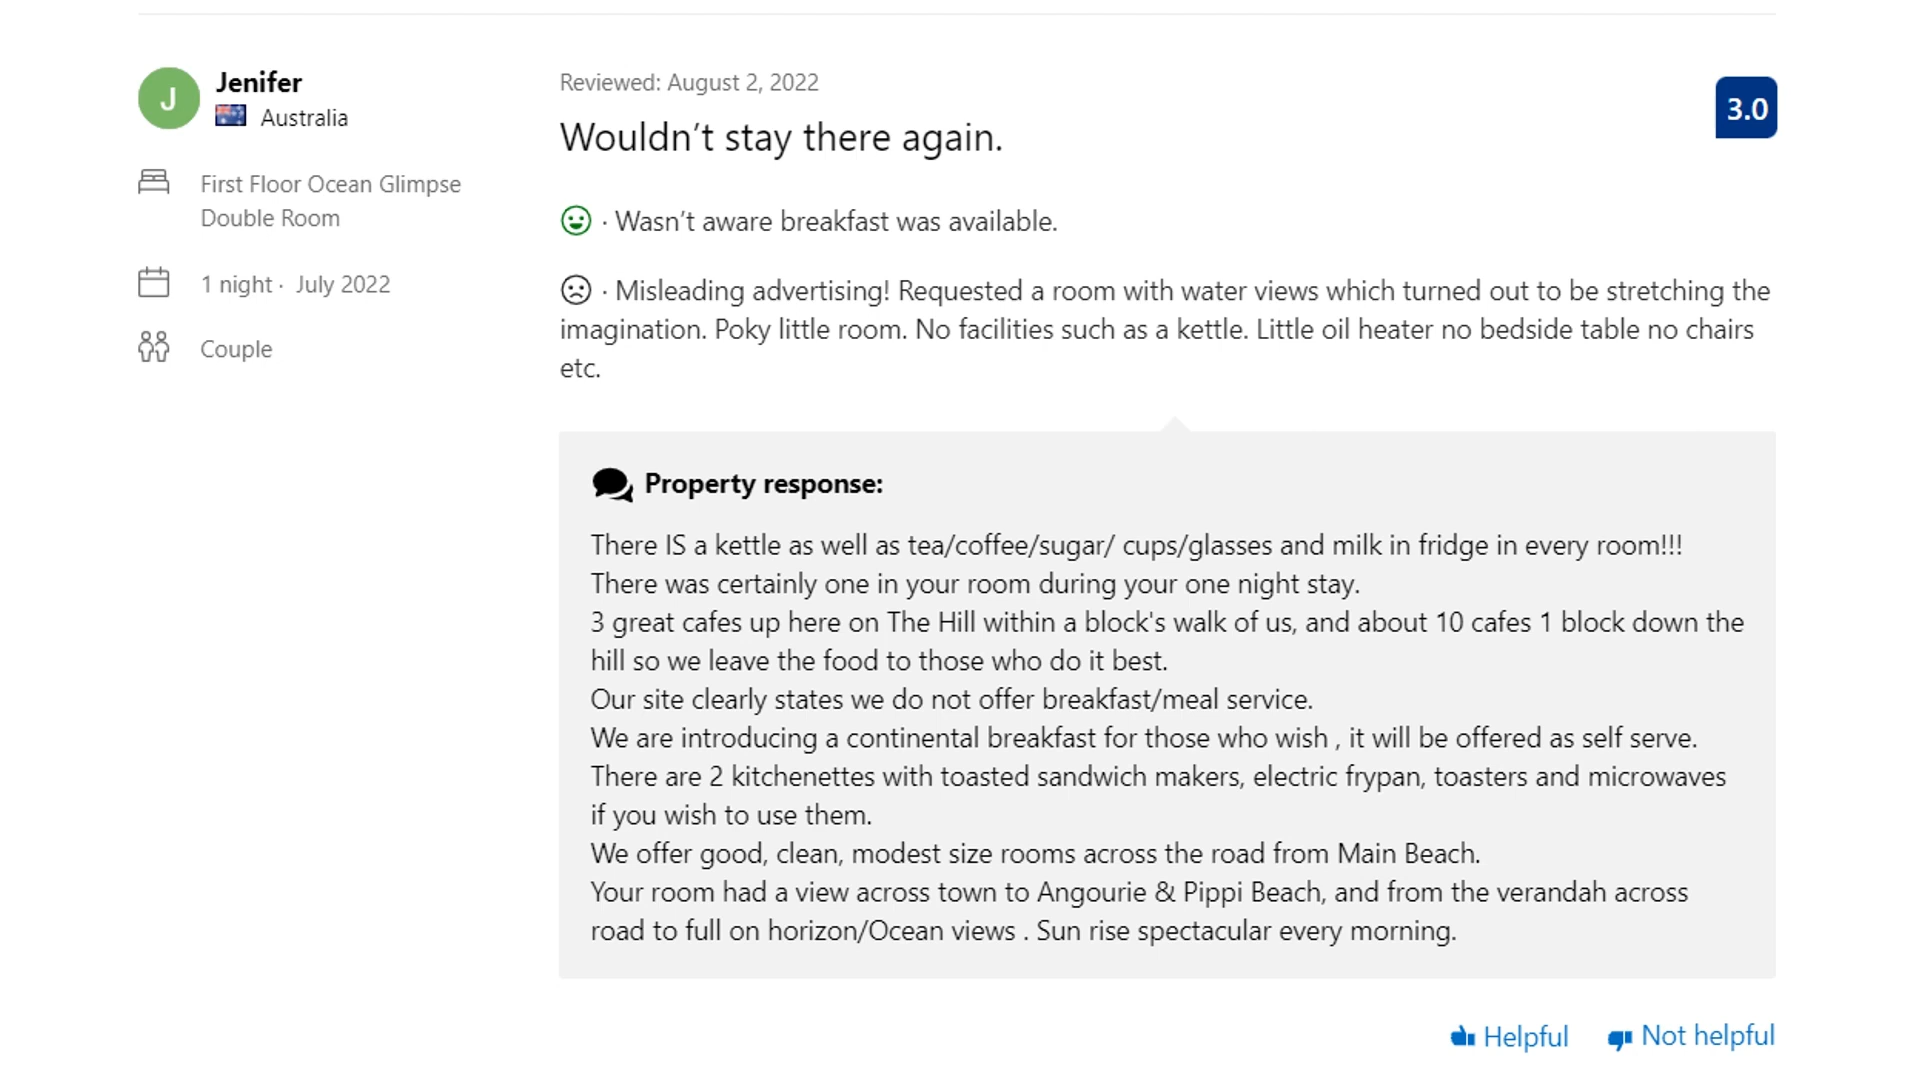 J
Jenifer
Australia
First Floor Ocean Glimpse
Double Room
1 night · July 2022
Couple
Reviewed: August 2, 2022
Wouldn’t stay there again.
3.0
· Wasn’t aware breakfast was available.
· Misleading advertising! Requested a room with water views which turned out to be stretching the
imagination. Poky little room. No facilities such as a kettle. Little oil heater no bedside table no chairs
etc.
Property response:
There IS a kettle as well as tea/coffee/sugar/ cups/glasses and milk in fridge in every room!!!
There was certainly one in your room during your one night stay.
3 great cafes up here on The Hill within a block's walk of us, and about 10 cafes 1 block down the
hill so we leave the food to those who do it best.
Our site clearly states we do not offer breakfast/meal service.
We are introducing a continental breakfast for those who wish , it will be offered as self serve.
There are 2 kitchenettes with toasted sandwich makers, electric frypan, toasters and microwaves
if you wish to use them.
We offer good, clean, modest size rooms across the road from Main Beach.
Your room had a view across town to Angourie & Pippi Beach, and from the verandah across
road to full on horizon/Ocean views . Sun rise spectacular every morning.
Helpful
Not helpful